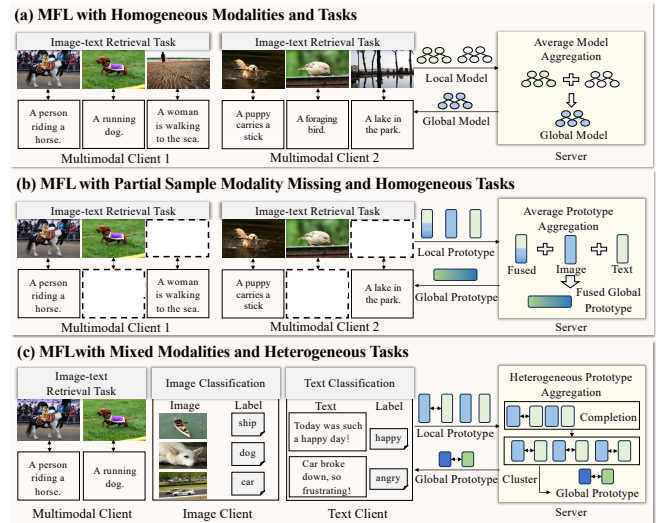 (a) MFL with Homogeneous Modalities and Tasks
Image-text Retrieval Task
A person riding a horse.
A running dog.
A woman is walking to the sea.
Multimodal Client 1
Image-text Retrieval Task
A puppy carries a stick
A foraging bird.
A lake in the park.
Multimodal Client 2
Local Model
Global Model
Average Model Aggregation
Global Model
Server
(b) MFL with Partial Sample Modality Missing and Homogeneous Tasks
Image-text Retrieval Task
A person riding a horse.
A woman is walking to the sea.
Multimodal Client 1
Image-text Retrieval Task
A puppy carries a stick
A lake in the park.
Multimodal Client 2
Local Prototype
Global Prototype
Average Prototype Aggregation
Fused Image Text
Fused Global Prototype
Server
(c) MFLwith Mixed Modalities and Heterogeneous Tasks
Image-text Retrieval Task
A person riding a horse.
A running dog.
Multimodal Client
Image Classification
Image Label
ship
dog
car
Image Client
Text Classification
Text Label
Today was such a happy day!
happy
Car broke down, so frustrating!
angry
Text Client
Local Prototype
Global Prototype
Heterogeneous Prototype Aggregation
Completion
Cluster
Global Prototype
Server